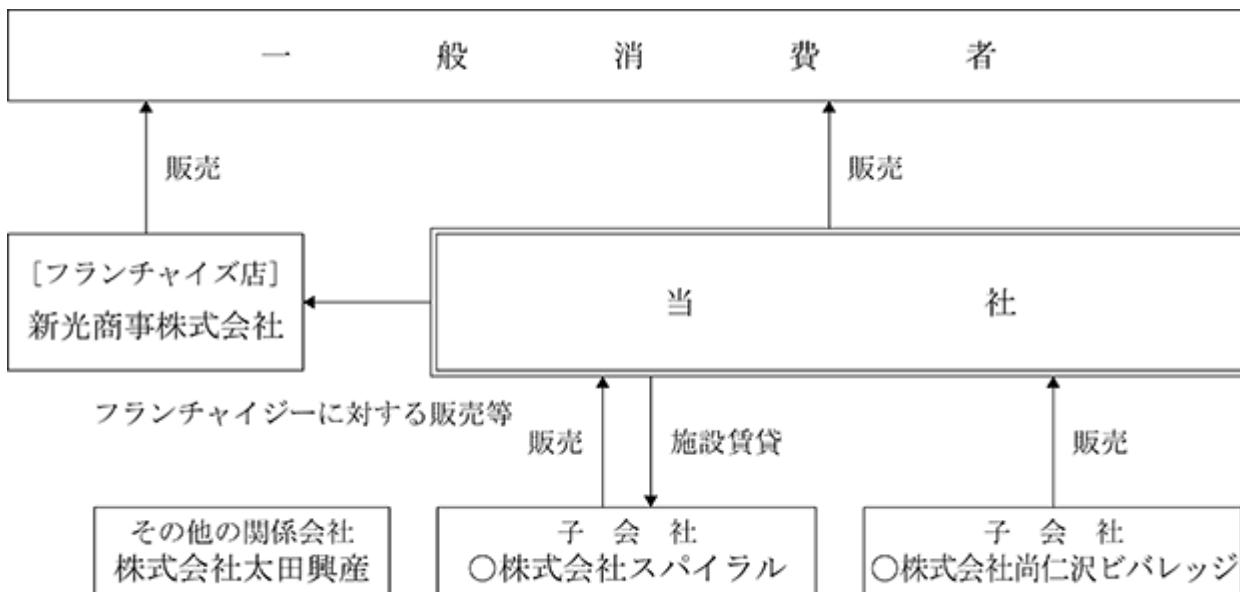 一般消費者
販売
販売
[フランチャイズ店]
新光商事株式会社
当社
フランチャイジーに対する販売等
販売
施設賃貸
販売
その他の関係会社
株式会社太田興産
子会社
○株式会社スパイラル
子会社
○株式会社尚仁沢ビバレッジ